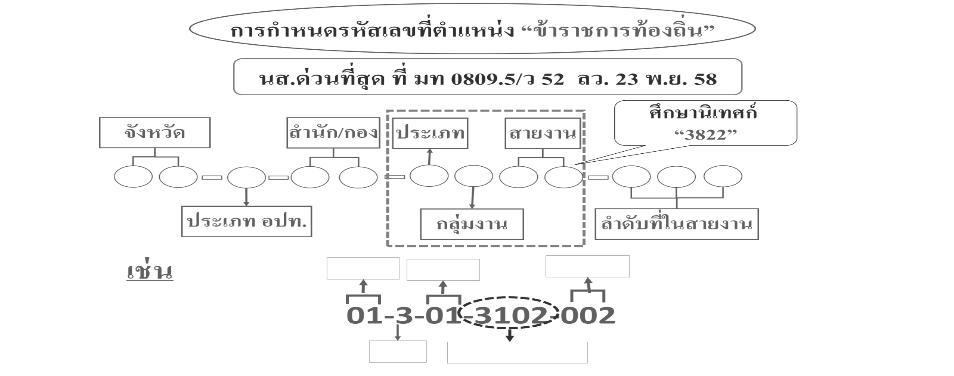 การกำหนดรหัสเลขที่ตำแหน่ง “ข้าราชการท้องถิ่น”
นส.ด่วนที่สุด ที่ มท 0809.5/ว 52 ลว. 23 พ.ย. 58
ศึกษานิเทศก์
“3822”
จังหวัด
สำนัก/กอง
ประเภท
สายงาน
ประเภท อปท.
กลุ่มงาน
ลำดับที่ในสายงาน
เช่น
01-3-01-3102-002